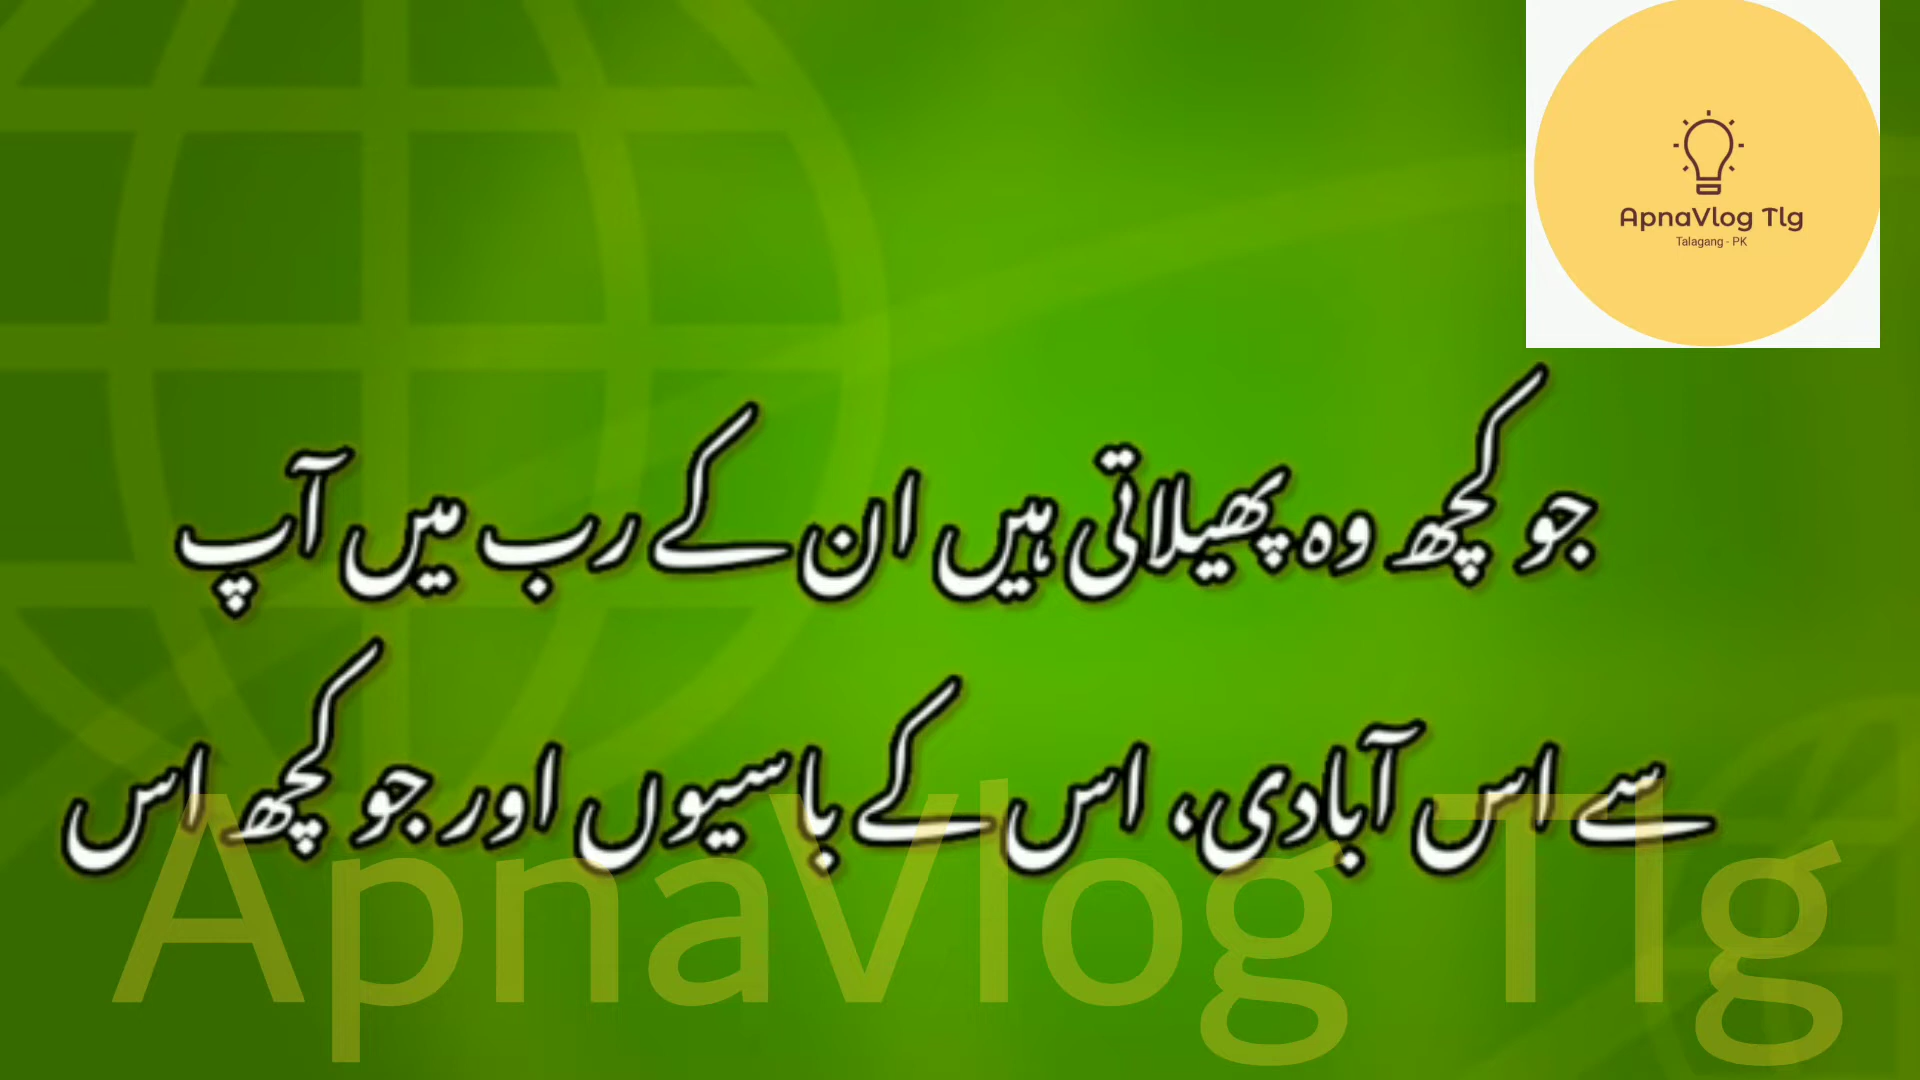 ApnaVlog Tlg
Talagang - PK
جو کچھ وہ پھیلاتی ہیں ان کے رب میں آپ
سے اس آبادی، اس کے باسیوں اور جو کچھ اس
ApnaVlog Tlg